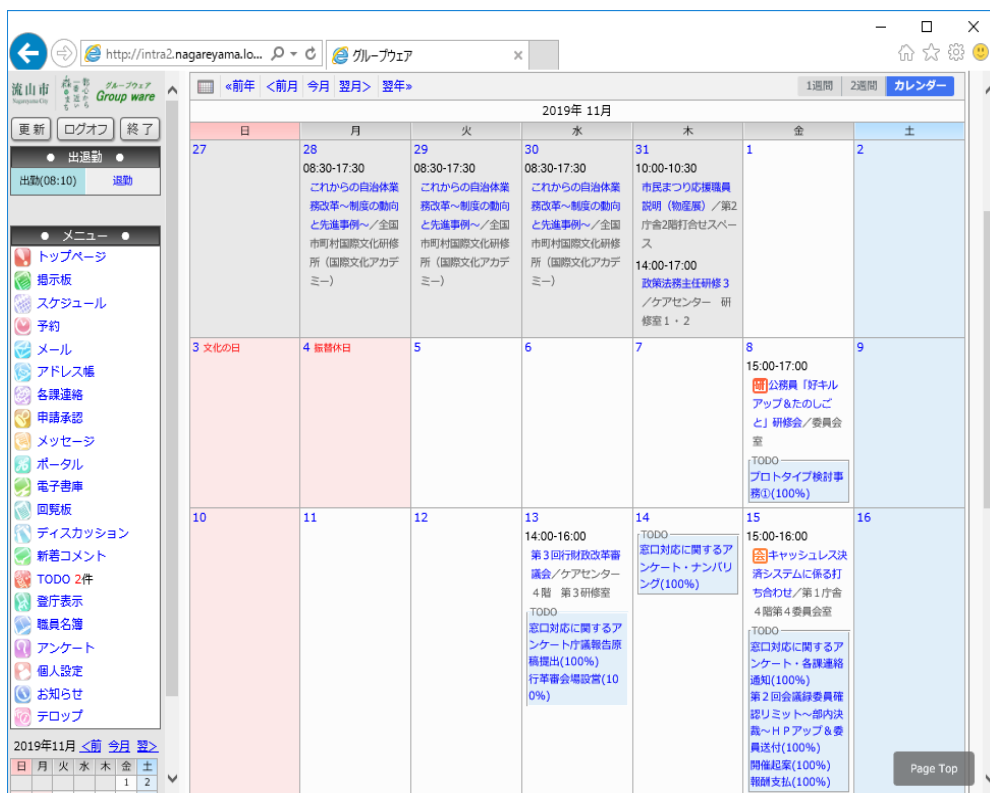 http://intra2.nagareyama.lo...
グループウェア
流山市
グループウェア
Group ware
更新 ログオフ 終了
● 出退勤 ●
出勤(08:10) 退勤
● メニュー ●
トップページ
掲示板
スケジュール
予約
メール
アドレス帳
各課連絡
申請承認
メッセージ
ポータル
電子書庫
回覧板
ディスカッション
新着コメント
TODO 2件
登庁表示
職員名簿
アンケート
個人設定
お知らせ
テロップ
2019年11月 <前 今月 翌>
日 月 火 水 木 金 土
1 2
«前年 <前月 今月 翌月> 翌年»
1週間 2週間 カレンダー
2019年 11月
日 月 火 水 木 金 土
27
28
08:30-17:30
これからの自治体業
務改革～制度の動向
と先進事例～／全国
市町村国際文化研修
所（国際文化アカデ
ミー）
29
08:30-17:30
これからの自治体業
務改革～制度の動向
と先進事例～／全国
市町村国際文化研修
所（国際文化アカデ
ミー）
30
08:30-17:30
これからの自治体業
務改革～制度の動向
と先進事例～／全国
市町村国際文化研修
所（国際文化アカデ
ミー）
31
10:00-10:30
市民まつり応援職員
説明（物産展）／第2
庁舎2階打合せスペー
ス
14:00-17:00
政策法務主任研修３
／ケアセンター　研
修室１・２
1
2
3 文化の日
4 振替休日
5
6
7
8
15:00-17:00
研公務員「好キル
アップ&たのしご
と」研修会／委員会
室
TODO
プロトタイプ検討事
務①(100%)
9
10
11
12
13
14:00-16:00
第３回行財政改革審
議会／ケアセンター
４階　第３研修室
TODO
窓口対応に関するア
ンケート庁議報告原
稿提出(100%)
行革審会場設営(10
0%)
14
TODO
窓口対応に関するア
ンケート・ナンバリ
ング(100%)
15
15:00-16:00
会キャッシュレス決
済システムに係る打
ち合わせ／第１庁舎
４階第４委員会室
TODO
窓口対応に関するア
ンケート・各課連絡
通知(100%)
第２回会議録委員確
認リミット～部内決
裁～ＨＰアップ＆委
員送付(100%)
開催起案(100%)
報酬支払(100%)
16
Page Top